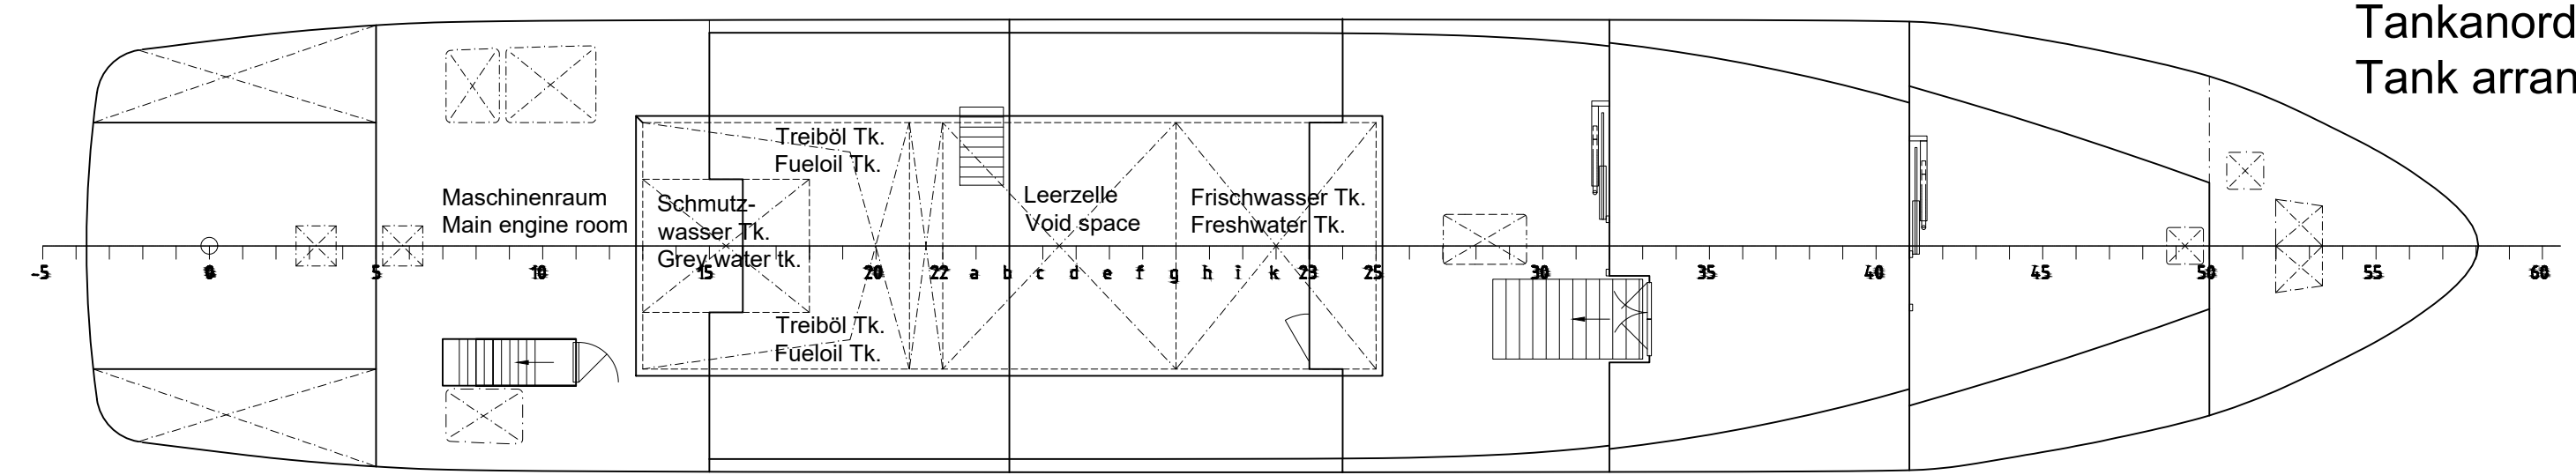 Tankanord
Tank arran
Treiböl Tk.
Fueloil Tk.
Maschinenraum
Main engine room
Schmutz-
wasser Tk.
Grey water tk.
Leerzelle
Void space
Frischwasser Tk.
Freshwater Tk.
-5 0 5 10 15 20 22 a b c d e f g h i k 23 25 30 35 40 45 50 55 60
Treiböl Tk.
Fueloil Tk.